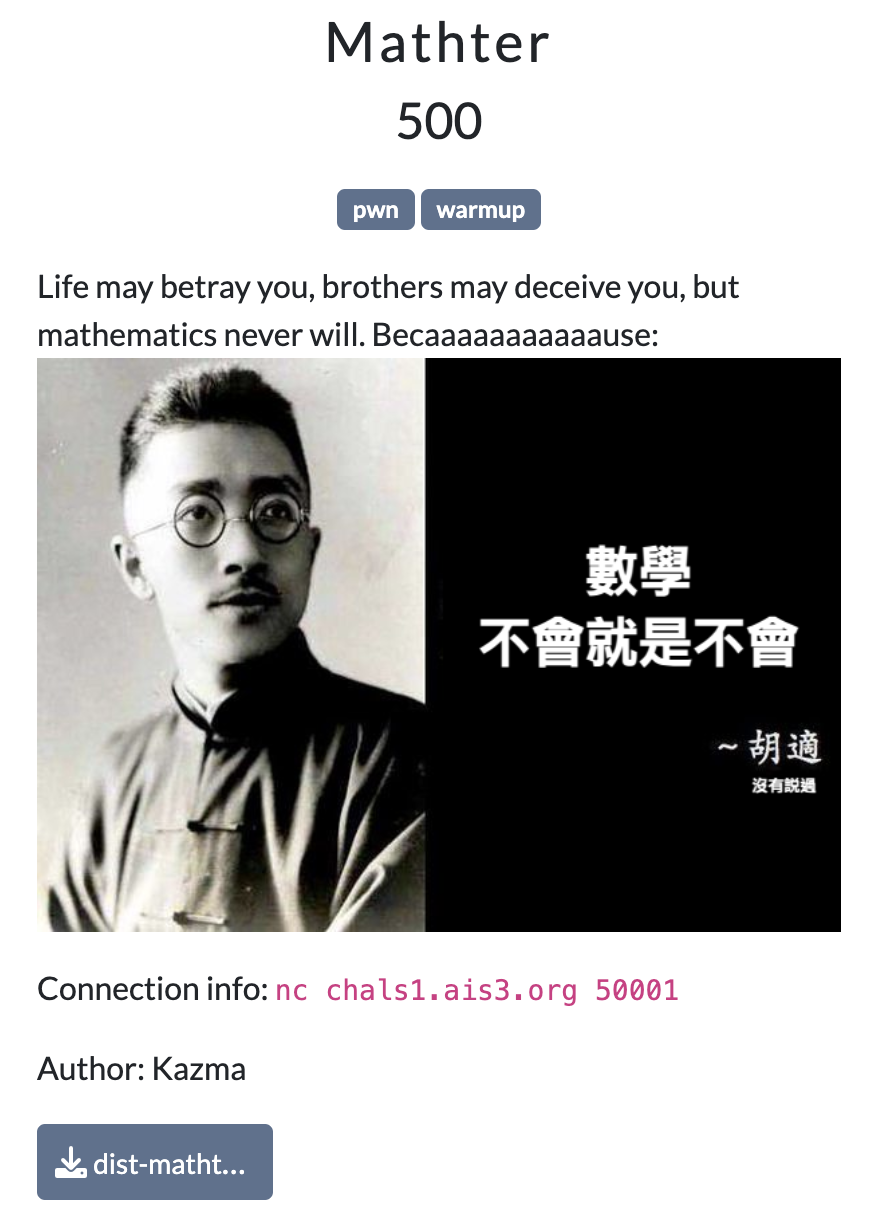 Mathter
500
pwn
warmup
Life may betray you, brothers may deceive you, but
mathematics never will. Becaaaaaaaaaaause:
數學
不會就是不會
~ 胡適
沒有説過
Connection info: nc chals1.ais3.org 50001
Author: Kazma
dist-matht...